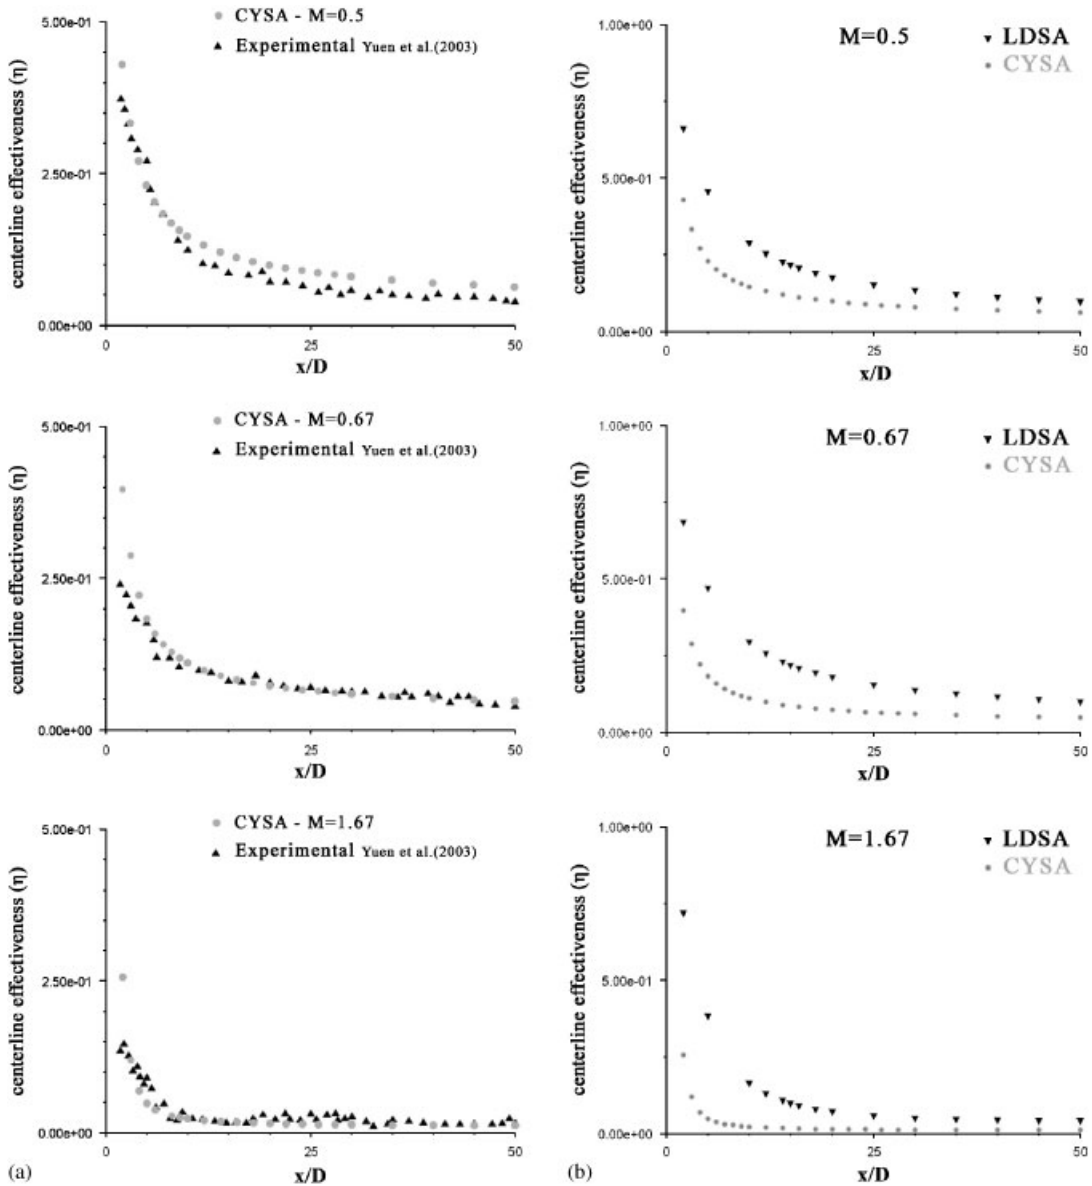 5.00e-01
CYSA - M=0.5
Experimental Yuen et al.(2003)
centerline effectiveness (η)
2.50e-01
0.00e+00
0
25
50
x/D
1.00e+00
M=0.5
LDSA
CYSA
centerline effectiveness (η)
5.00e-01
0.00e+00
0
25
50
x/D
5.00e-01
CYSA - M=0.67
Experimental Yuen et al.(2003)
centerline effectiveness (η)
2.50e-01
0.00e+00
0
25
50
x/D
1.00e+00
M=0.67
LDSA
CYSA
centerline effectiveness (η)
5.00e-01
0.00e+00
0
25
50
x/D
5.00e-01
CYSA - M=1.67
Experimental Yuen et al.(2003)
centerline effectiveness (η)
2.50e-01
0.00e+00
0
25
50
x/D
(a)
1.00e+00
M=1.67
LDSA
CYSA
centerline effectiveness (η)
5.00e-01
0.00e+00
0
25
50
x/D
(b)